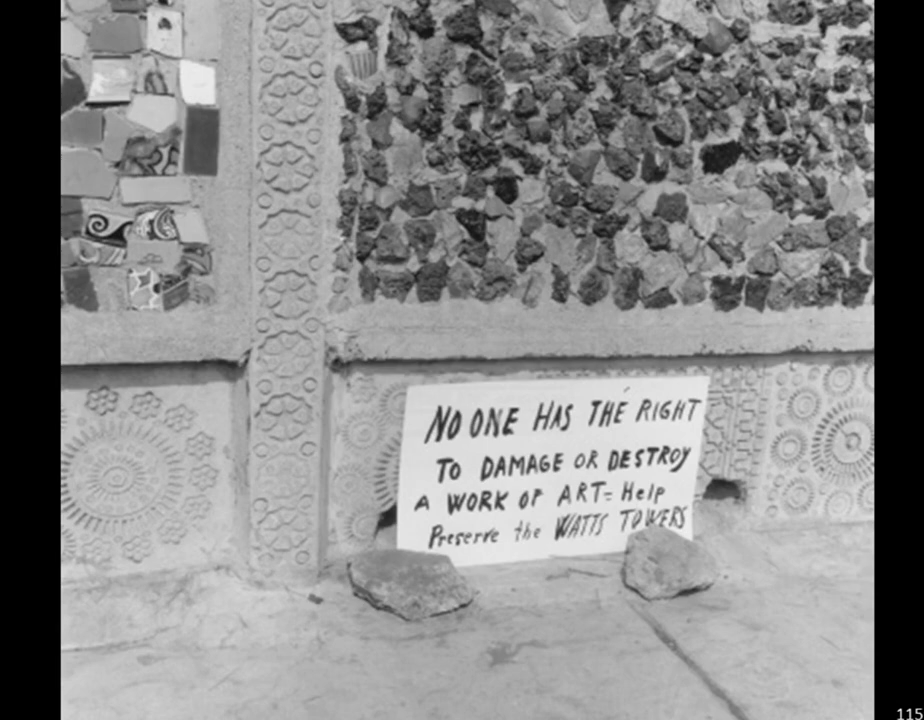 NO ONE HAS THE RIGHT
TO DAMAGE OR DESTROY
A WORK OF ART= Help
Preserve the WATTS TOWERS
115